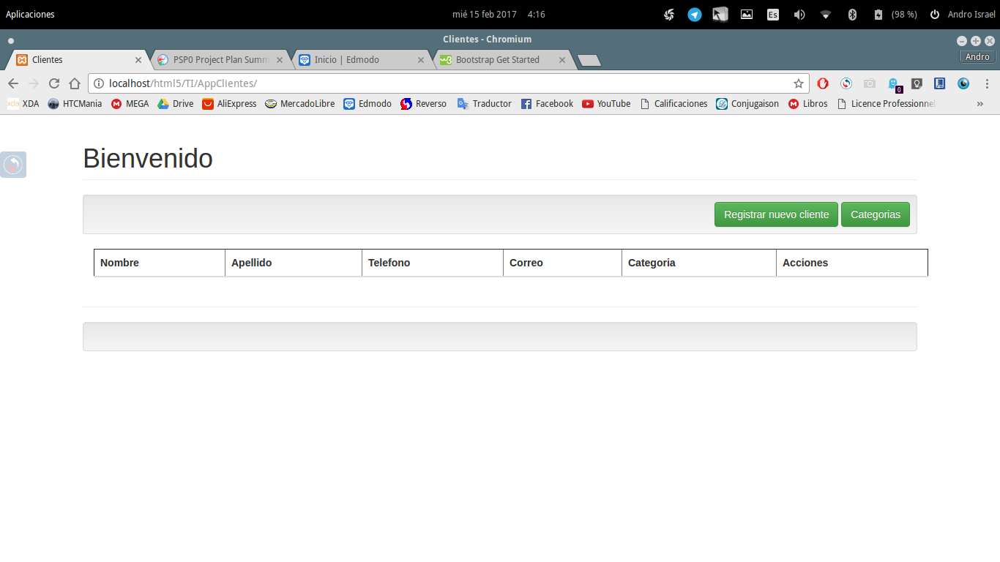 Aplicaciones
mié 15 feb 2017 4:16
Es
(98 %)
Andro Israel
Clientes - Chromium
Clientes
PSP0 Project Plan Summ
Inicio | Edmodo
Bootstrap Get Started
Andro
localhost/html5/TI/AppClientes/
0
xda XDA
HTCMania
MEGA
Drive
AliExpress
MercadoLibre
Edmodo
Reverso
Traductor
Facebook
YouTube
Calificaciones
Conjugaison
Libros
Licence Professionnel
»
Bienvenido
Registrar nuevo cliente
Categorias
Nombre
Apellido
Telefono
Correo
Categoria
Acciones